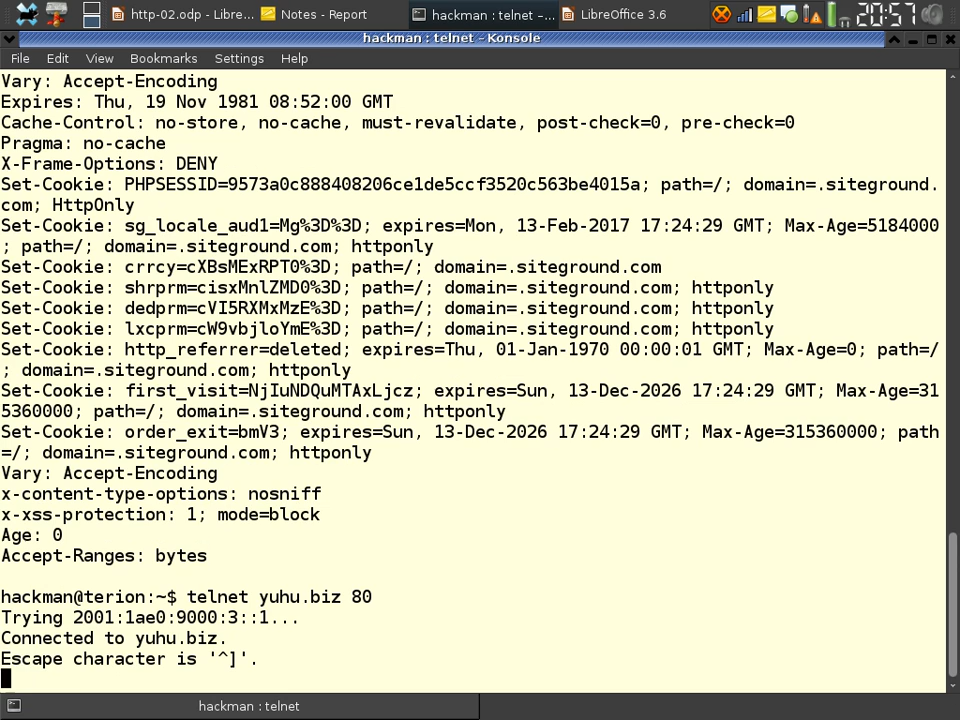 http-02.odp - Libre...
Notes - Report
hackman : telnet –...
LibreOffice 3.6
20:57
hackman : telnet – Konsole
File Edit View Bookmarks Settings Help
Vary: Accept-Encoding
Expires: Thu, 19 Nov 1981 08:52:00 GMT
Cache-Control: no-store, no-cache, must-revalidate, post-check=0, pre-check=0
Pragma: no-cache
X-Frame-Options: DENY
Set-Cookie: PHPSESSID=9573a0c888408206ce1de5ccf3520c563be4015a; path=/; domain=.siteground.
com; HttpOnly
Set-Cookie: sg_locale_aud1=Mg%3D%3D; expires=Mon, 13-Feb-2017 17:24:29 GMT; Max-Age=5184000
; path=/; domain=.siteground.com; httponly
Set-Cookie: crrcy=cXBsMExRPT0%3D; path=/; domain=.siteground.com
Set-Cookie: shrprm=cisxMnlZMD0%3D; path=/; domain=.siteground.com; httponly
Set-Cookie: dedprm=cVI5RXMxMzE%3D; path=/; domain=.siteground.com; httponly
Set-Cookie: lxcprm=cW9vbjloYmE%3D; path=/; domain=.siteground.com; httponly
Set-Cookie: http_referrer=deleted; expires=Thu, 01-Jan-1970 00:00:01 GMT; Max-Age=0; path=/
; domain=.siteground.com; httponly
Set-Cookie: first_visit=NjIuNDQuMTAxLjcz; expires=Sun, 13-Dec-2026 17:24:29 GMT; Max-Age=31
5360000; path=/; domain=.siteground.com; httponly
Set-Cookie: order_exit=bmV3; expires=Sun, 13-Dec-2026 17:24:29 GMT; Max-Age=315360000; path
=/; domain=.siteground.com; httponly
Vary: Accept-Encoding
x-content-type-options: nosniff
x-xss-protection: 1; mode=block
Age: 0
Accept-Ranges: bytes
hackman@terion:~$ telnet yuhu.biz 80
Trying 2001:1ae0:9000:3::1...
Connected to yuhu.biz.
Escape character is '^]'.
hackman : telnet